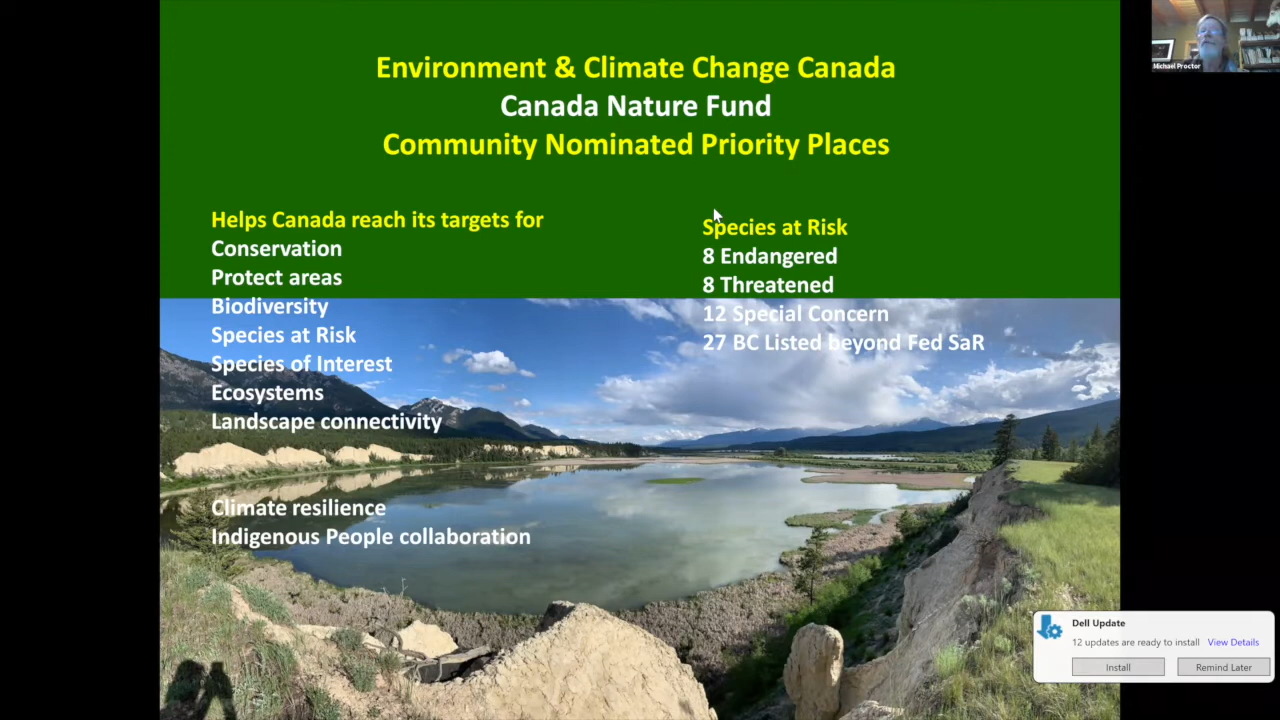 Environment & Climate Change Canada
Canada Nature Fund
Community Nominated Priority Places
Helps Canada reach its targets for
Conservation
Protect areas
Biodiversity
Species at Risk
Species of Interest
Ecosystems
Landscape connectivity
Climate resilience
Indigenous People collaboration
Species at Risk
8 Endangered
8 Threatened
12 Special Concern
27 BC Listed beyond Fed SaR
Michael Proctor
Dell Update
12 updates are ready to install View Details
Install Remind Later